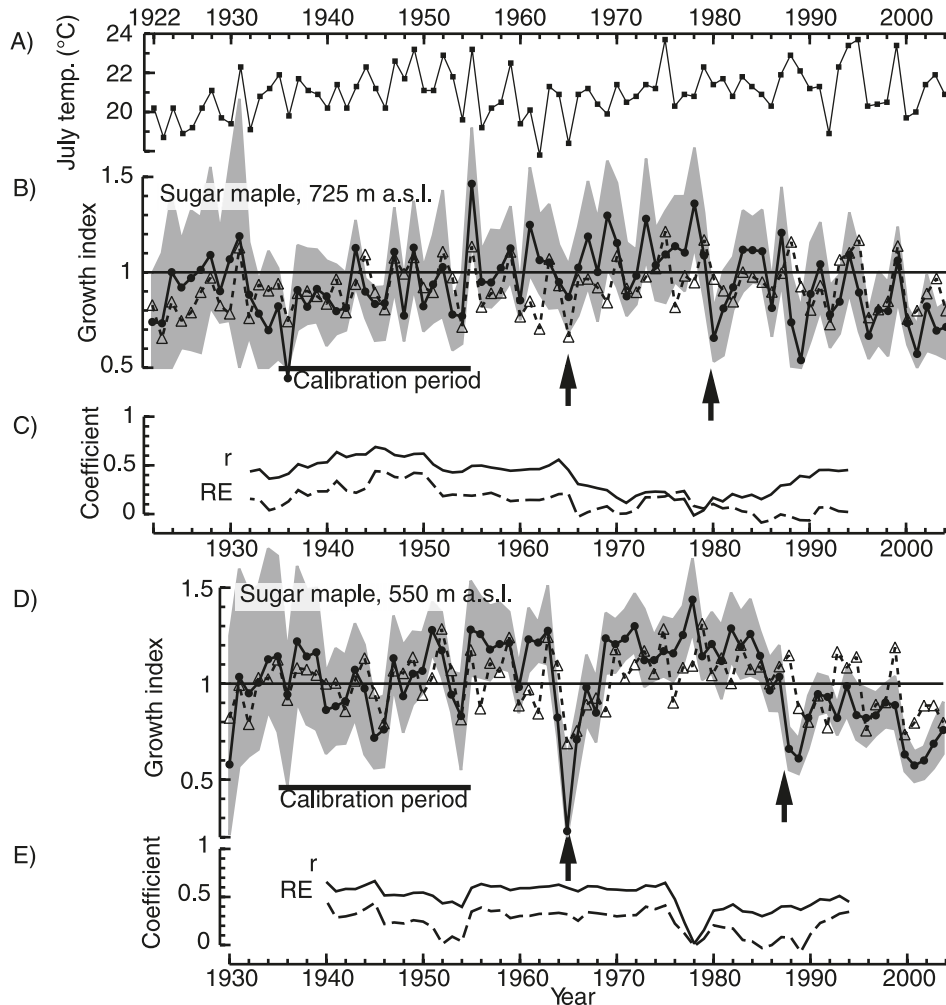 1922 1930 1940 1950 1960 1970 1980 1990 2000
A)
July temp. (°C)
24
22
20
18
B)
Growth index
1.5
1
0.5
Sugar maple, 725 m a.s.l.
Calibration period
C)
Coefficient
1
0.5
0
r
RE
1930 1940 1950 1960 1970 1980 1990 2000
D)
Growth index
1.5
1
0.5
Sugar maple, 550 m a.s.l.
Calibration period
E)
Coefficient
1
0.5
0
r
RE
1930 1940 1950 1960 1970 1980 1990 2000
Year